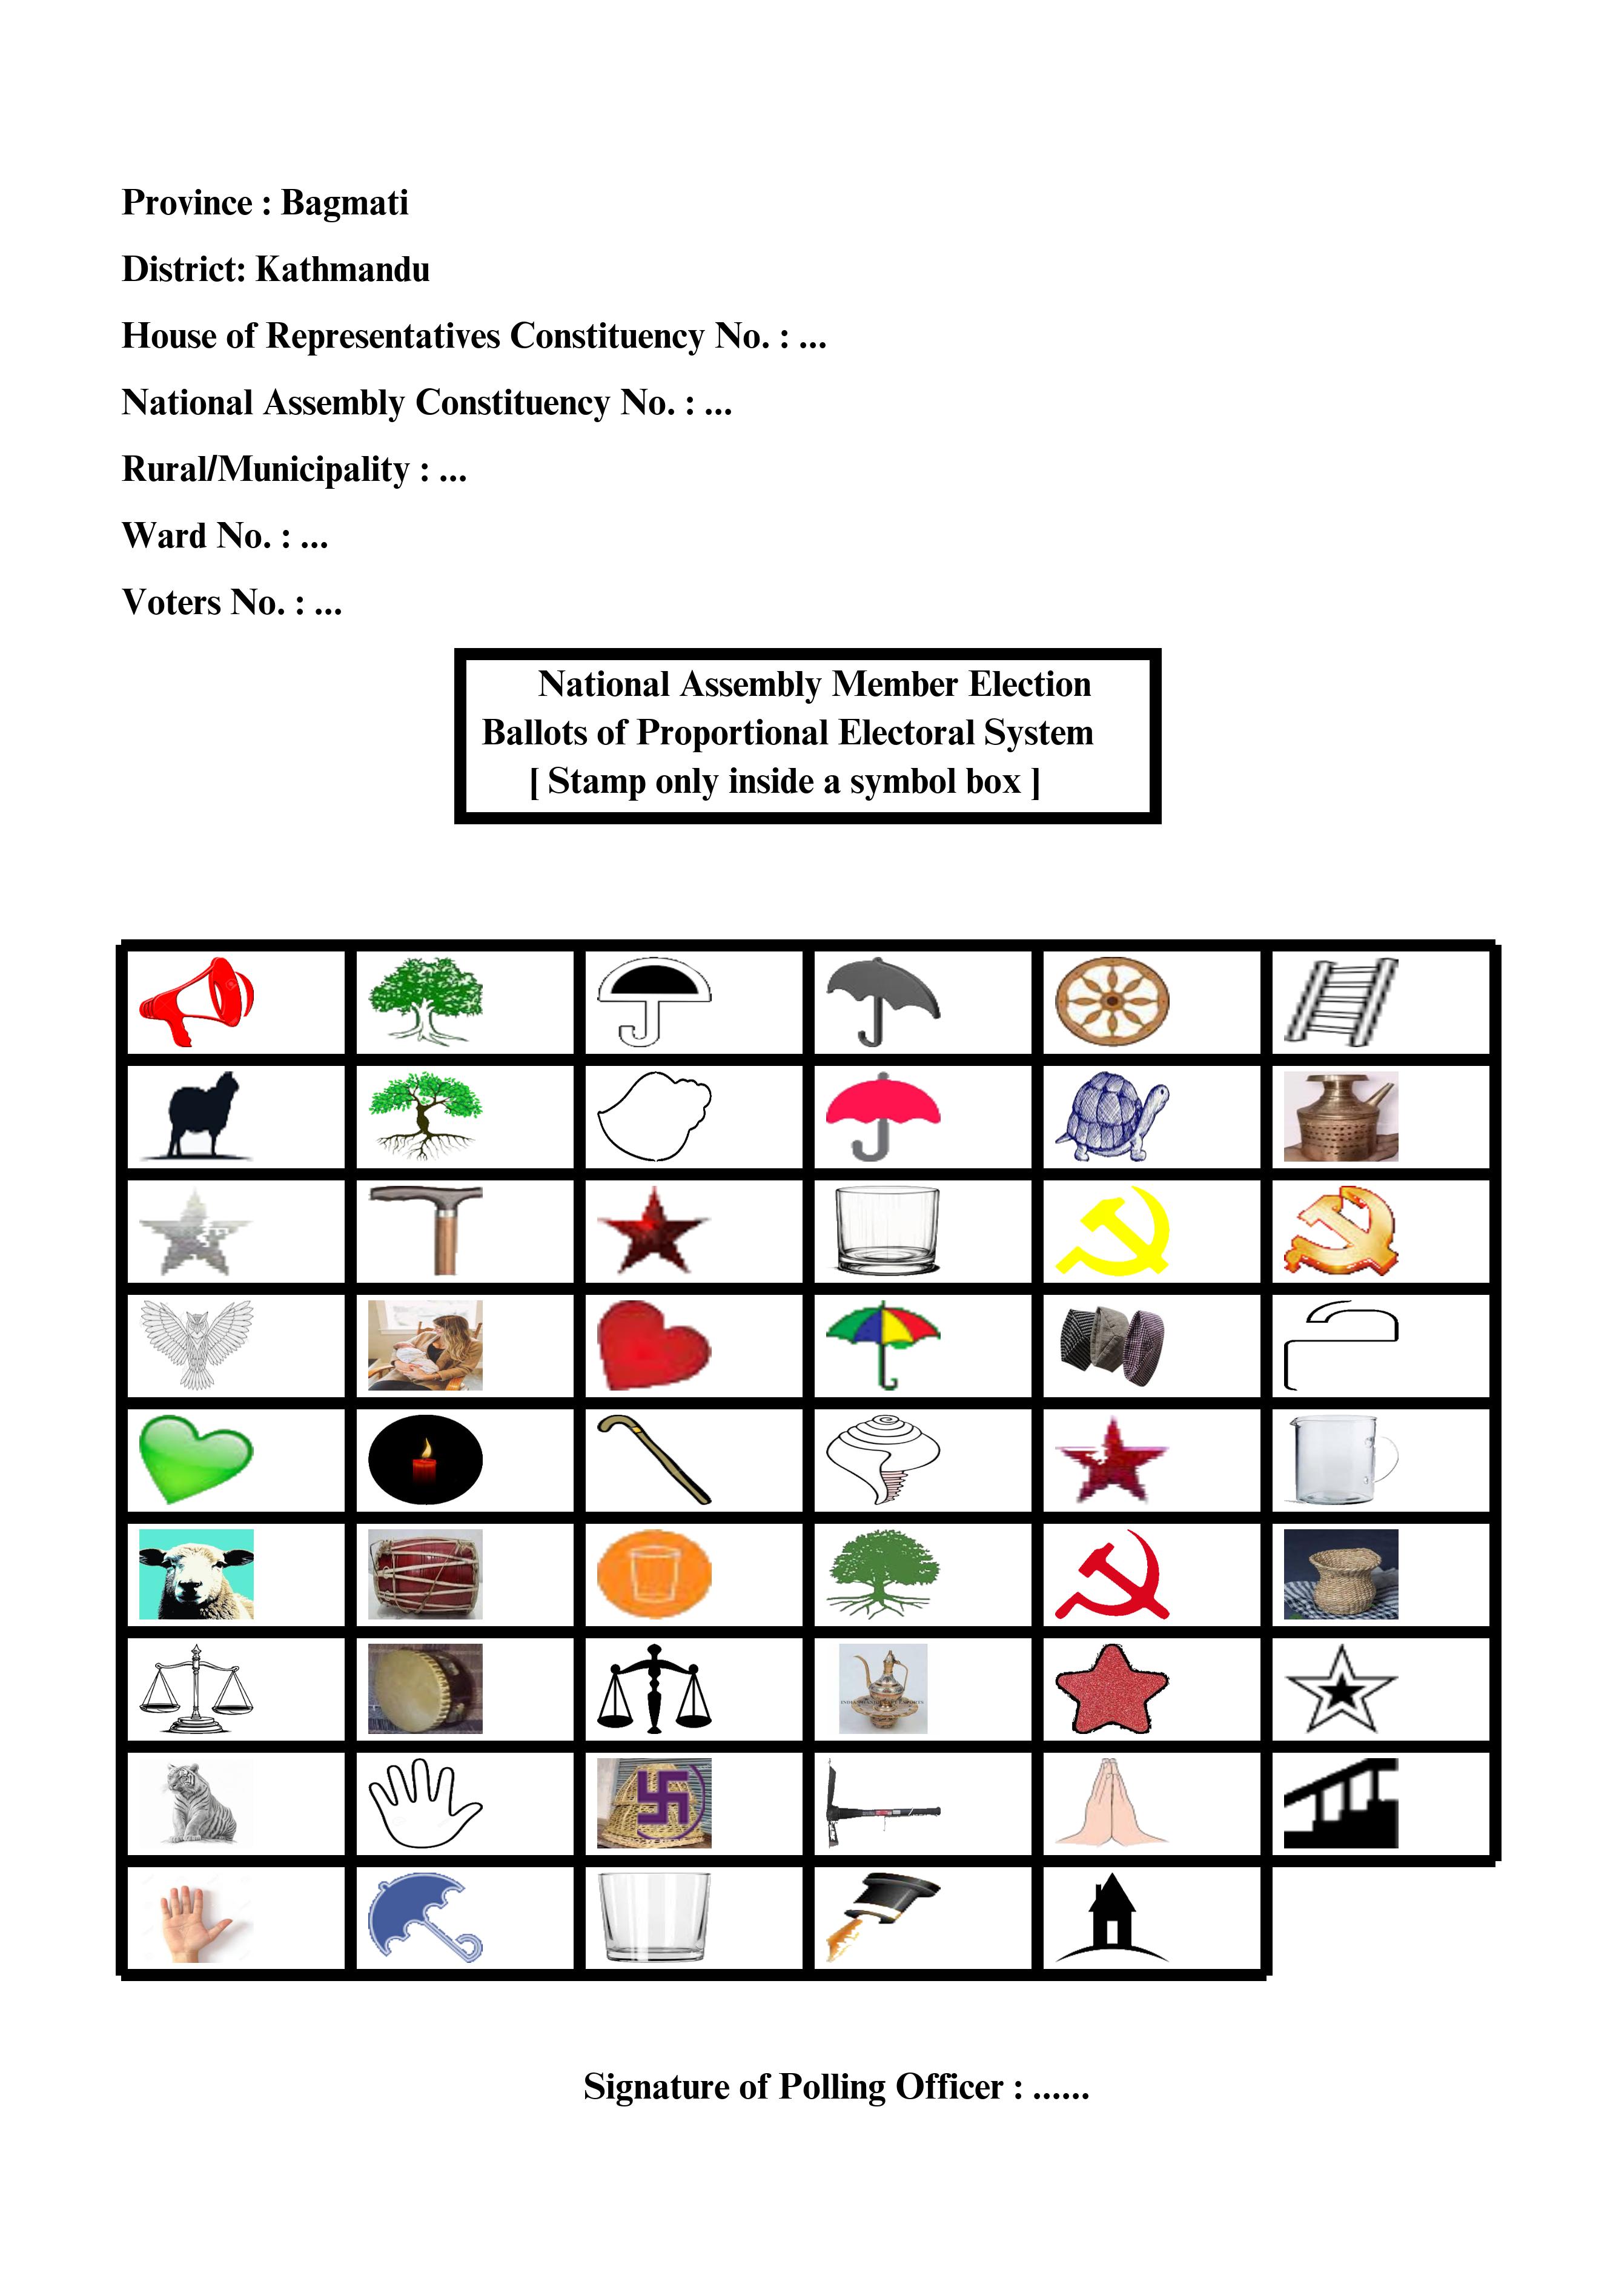 Province : Bagmati
District: Kathmandu
House of Representatives Constituency No. : ...
National Assembly Constituency No. : ...
Rural/Municipality : ...
Ward No. : ...
Voters No. : ...
National Assembly Member Election
Ballots of Proportional Electoral System
[ Stamp only inside a symbol box ]
Signature of Polling Officer : ......